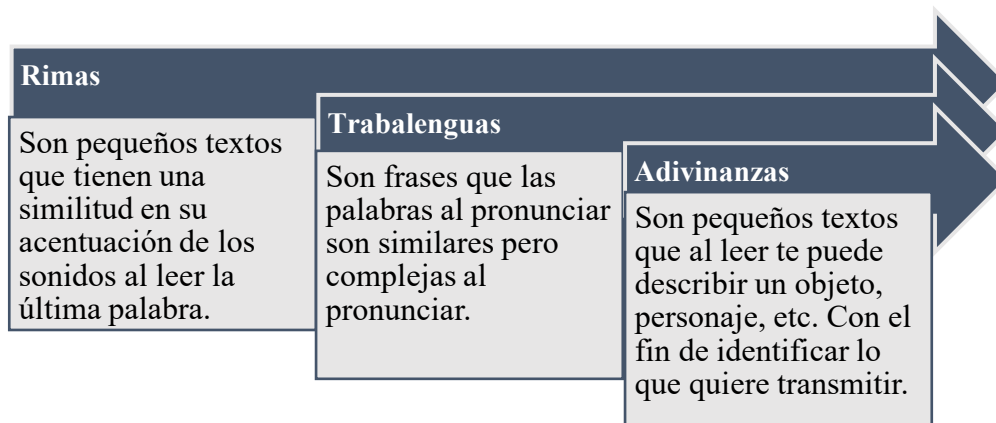 Rimas
Son pequeños textos
que tienen una
similitud en su
acentuación de los
sonidos al leer la
última palabra.
Trabalenguas
Son frases que las
palabras al pronunciar
son similares pero
complejas al
pronunciar.
Adivinanzas
Son pequeños textos
que al leer te puede
describir un objeto,
personaje, etc. Con el
fin de identificar lo
que quiere transmitir.